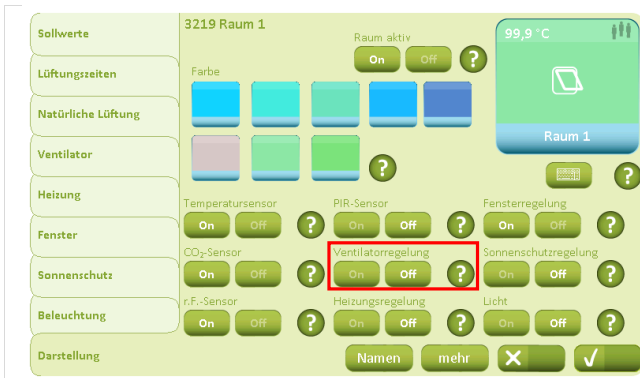 Sollwerte
Lüftungszeiten
Natürliche Lüftung
Ventilator
Heizung
Fenster
Sonnenschutz
Beleuchtung
Darstellung
3219 Raum 1
Raum aktiv
On Off ?
Farbe
?
99,9 °C
Raum 1
?
Temperatursensor PIR-Sensor Fensterregelung
On Off ? On Off ? On Off ?
CO₂-Sensor Ventilatorregelung Sonnenschutzregelung
On Off ? On Off ? On Off ?
r.F.-Sensor Heizungsregelung Licht
On Off ? On Off ? On Off ?
Namen mehr